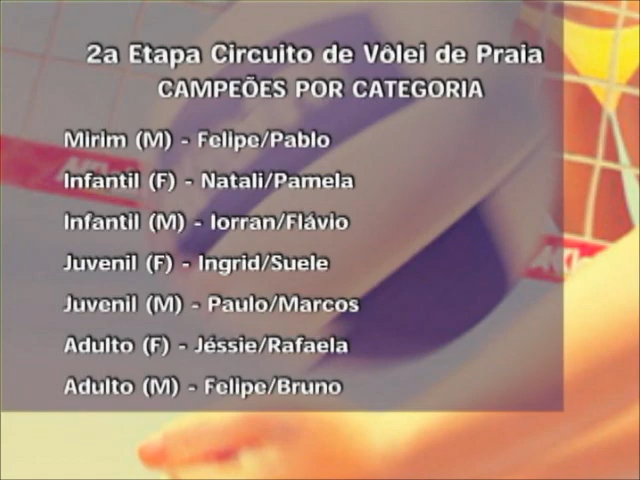 2a Etapa Circuito de Vôlei de Praia
CAMPEÕES POR CATEGORIA
Mirim (M) - Felipe/Pablo
Infantil (F) - Natali/Pamela
Infantil (M) - Iorran/Flávio
Juvenil (F) - Ingrid/Suele
Juvenil (M) - Paulo/Marcos
Adulto (F) - Jéssie/Rafaela
Adulto (M) - Felipe/Bruno